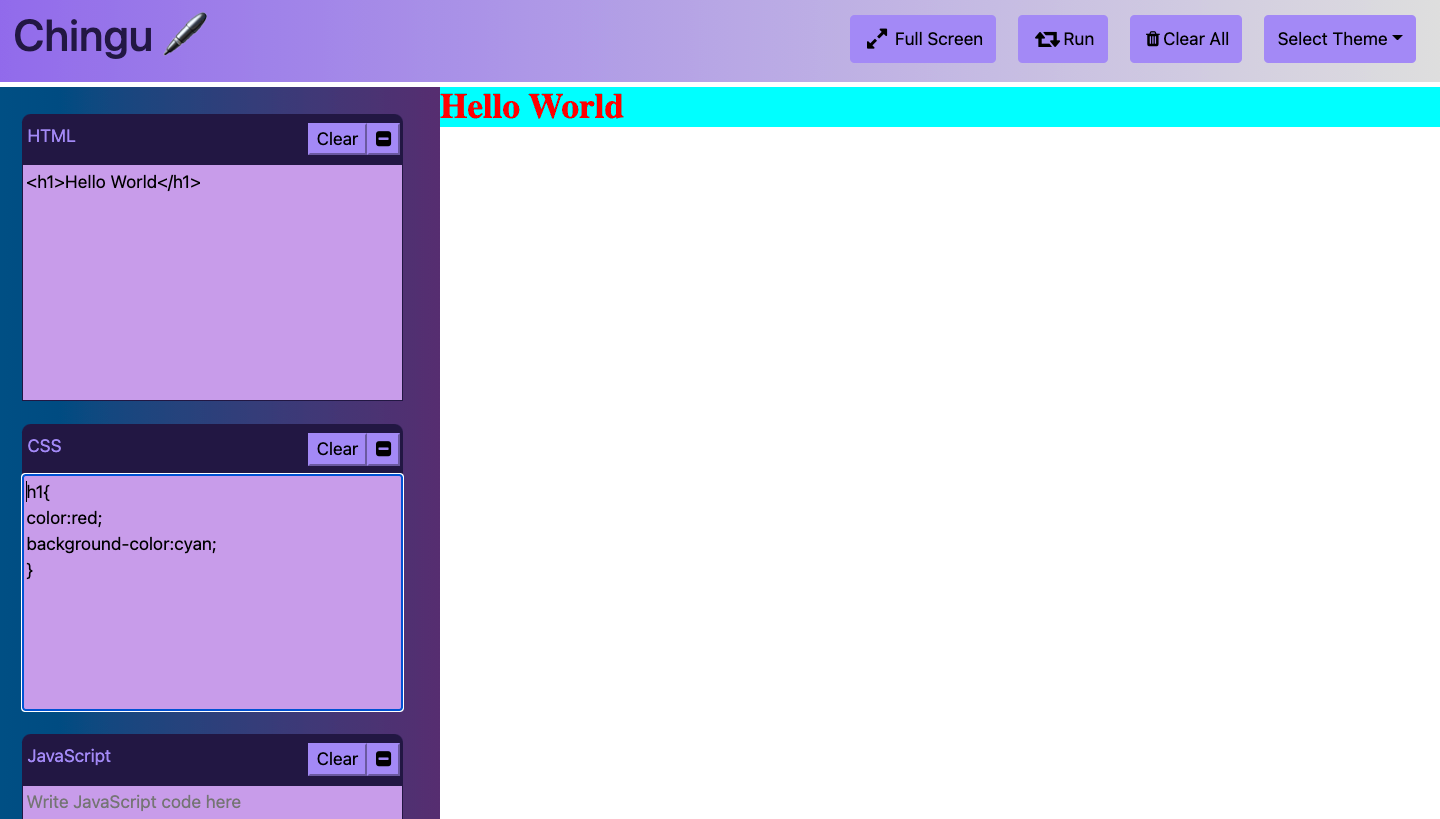 Chingu
Full Screen
Run
Clear All
Select Theme
HTML
Clear
<h1>Hello World</h1>
CSS
Clear
h1{
color:red;
background-color:cyan;
}
JavaScript
Clear
Write JavaScript code here
Hello World